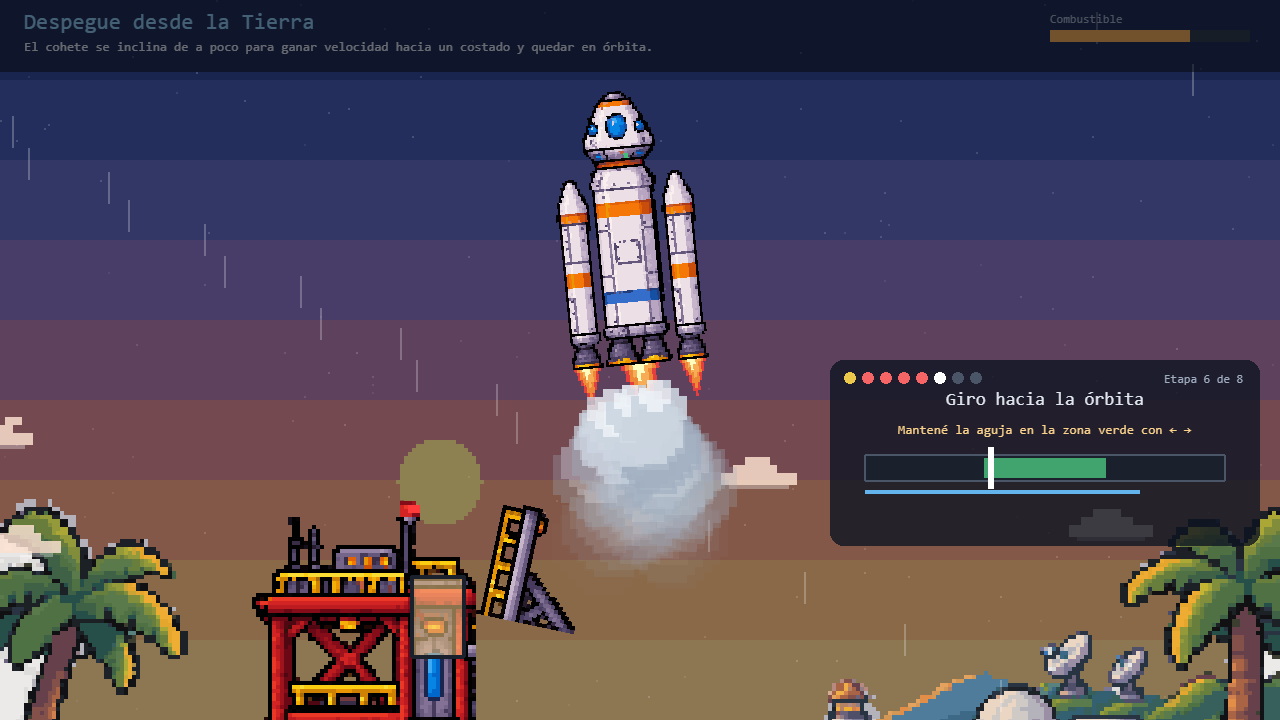 Despegue desde la Tierra
El cohete se inclina de a poco para ganar velocidad hacia un costado y quedar en órbita.
Combustible
Etapa 6 de 8
Giro hacia la órbita
Mantené la aguja en la zona verde con ← →